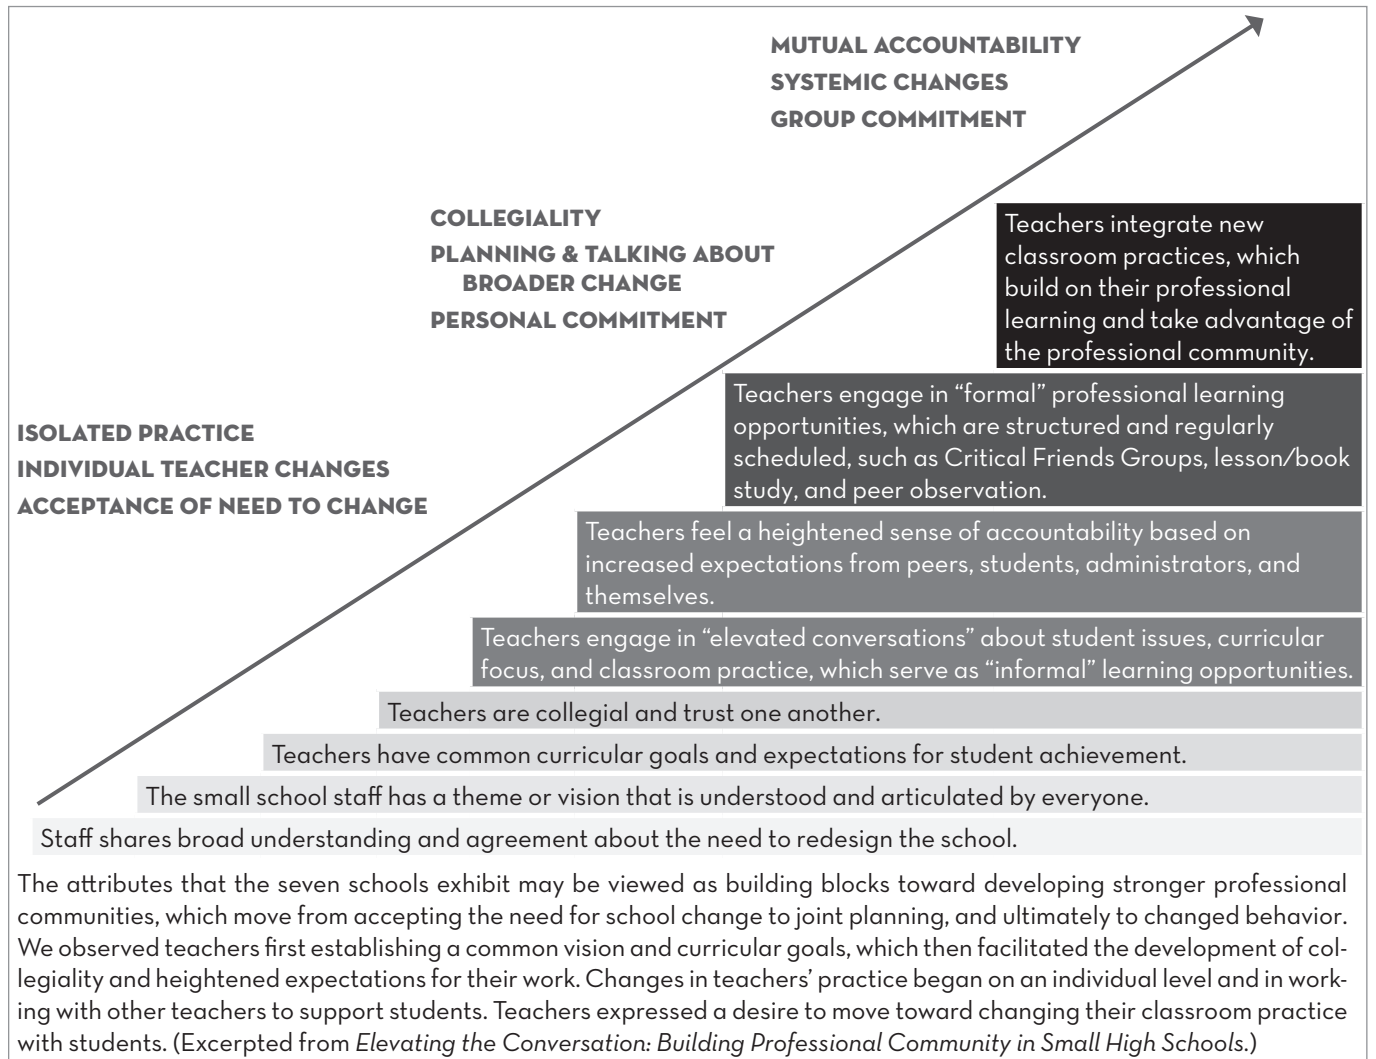 MUTUAL ACCOUNTABILITY
SYSTEMIC CHANGES
GROUP COMMITMENT
COLLEGIALITY
PLANNING & TALKING ABOUT
BROADER CHANGE
PERSONAL COMMITMENT
ISOLATED PRACTICE
INDIVIDUAL TEACHER CHANGES
ACCEPTANCE OF NEED TO CHANGE
Teachers integrate new
classroom practices, which
build on their professional
learning and take advantage of
the professional community.
Teachers engage in “formal” professional learning
opportunities, which are structured and regularly
scheduled, such as Critical Friends Groups, lesson/book
study, and peer observation.
Teachers feel a heightened sense of accountability based on
increased expectations from peers, students, administrators, and
themselves.
Teachers engage in “elevated conversations” about student issues, curricular
focus, and classroom practice, which serve as “informal” learning opportunities.
Teachers are collegial and trust one another.
Teachers have common curricular goals and expectations for student achievement.
The small school staff has a theme or vision that is understood and articulated by everyone.
Staff shares broad understanding and agreement about the need to redesign the school.
The attributes that the seven schools exhibit may be viewed as building blocks toward developing stronger professional
communities, which move from accepting the need for school change to joint planning, and ultimately to changed behavior.
We observed teachers first establishing a common vision and curricular goals, which then facilitated the development of col-
legiality and heightened expectations for their work. Changes in teachers’ practice began on an individual level and in work-
ing with other teachers to support students. Teachers expressed a desire to move toward changing their classroom practice
with students. (Excerpted from Elevating the Conversation: Building Professional Community in Small High Schools.)